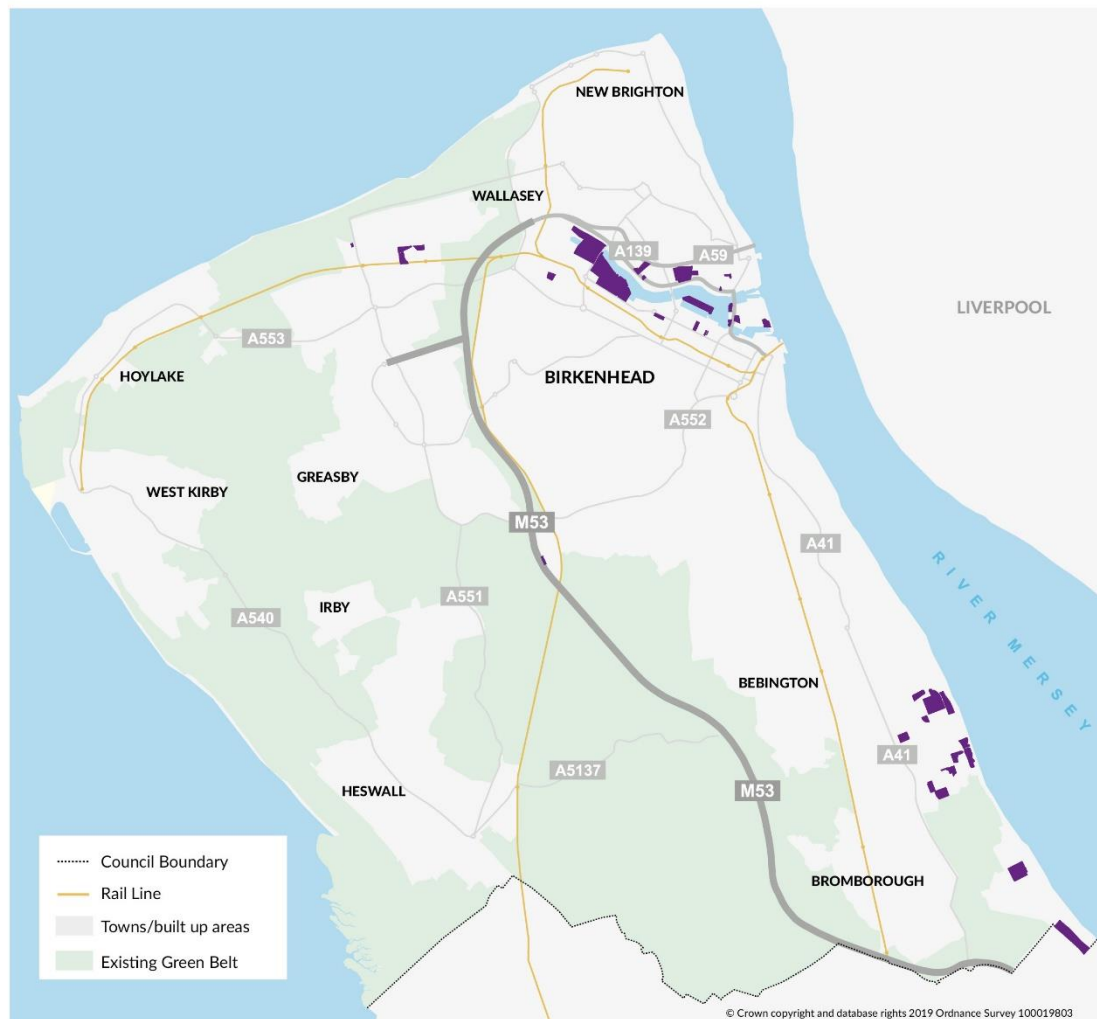 NEW BRIGHTON
WALLASEY
A139
A59
LIVERPOOL
A553
HOYLAKE
BIRKENHEAD
A552
GREASBY
WEST KIRBY
M53
A41
RIVER MERSEY
A551
IRBY
A540
BEBINGTON
A41
A5137
HESWALL
M53
Council Boundary
Rail Line
Towns/built up areas
Existing Green Belt
BROMBOROUGH
© Crown copyright and database rights 2019 Ordnance Survey 100019803